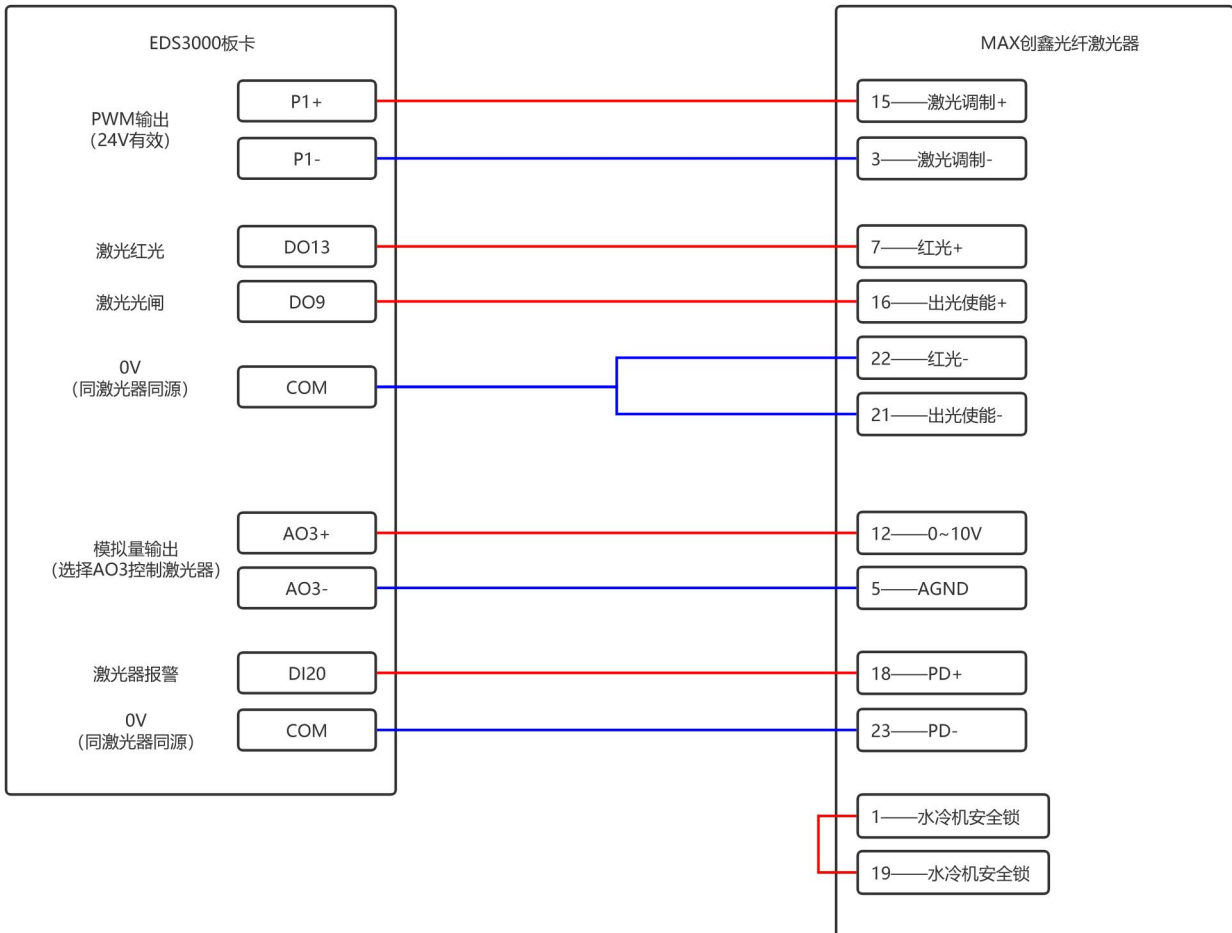 EDS3000板卡
MAX创鑫光纤激光器
PWM输出
（24V有效）
P1+
15——激光调制+
P1-
3——激光调制-
激光红光
DO13
7——红光+
激光光闸
DO9
16——出光使能+
0V
（同激光器同源）
COM
22——红光-
21——出光使能-
模拟量输出
（选择AO3控制激光器）
AO3+
12——0~10V
AO3-
5——AGND
激光器报警
DI20
18——PD+
0V
（同激光器同源）
COM
23——PD-
1——水冷机安全锁
19——水冷机安全锁